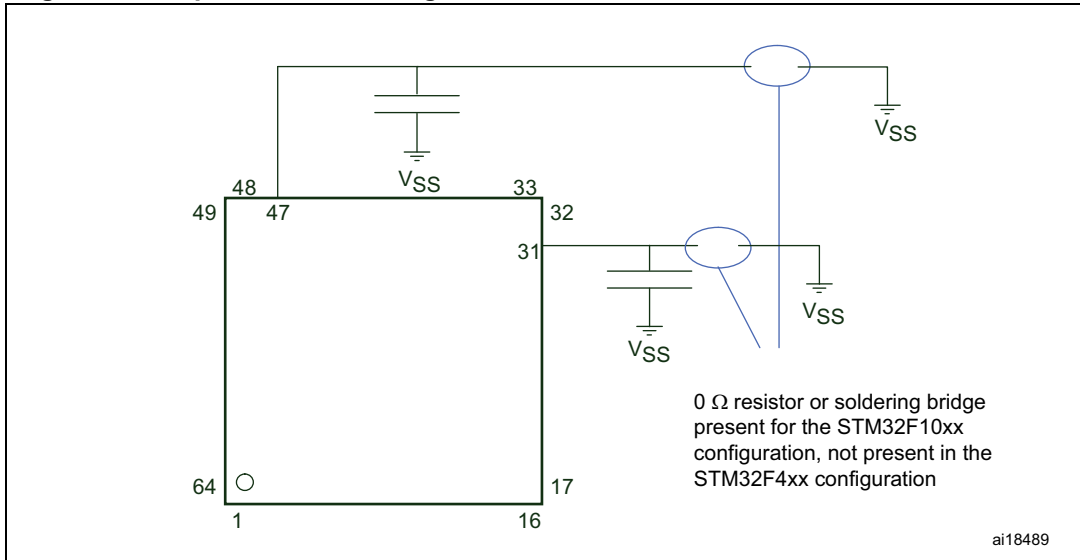 VSS
VSS
48
33
49
47
32
31
VSS
VSS
0 Ω resistor or soldering bridge
present for the STM32F10xx
configuration, not present in the
STM32F4xx configuration
64
17
1
16
ai18489